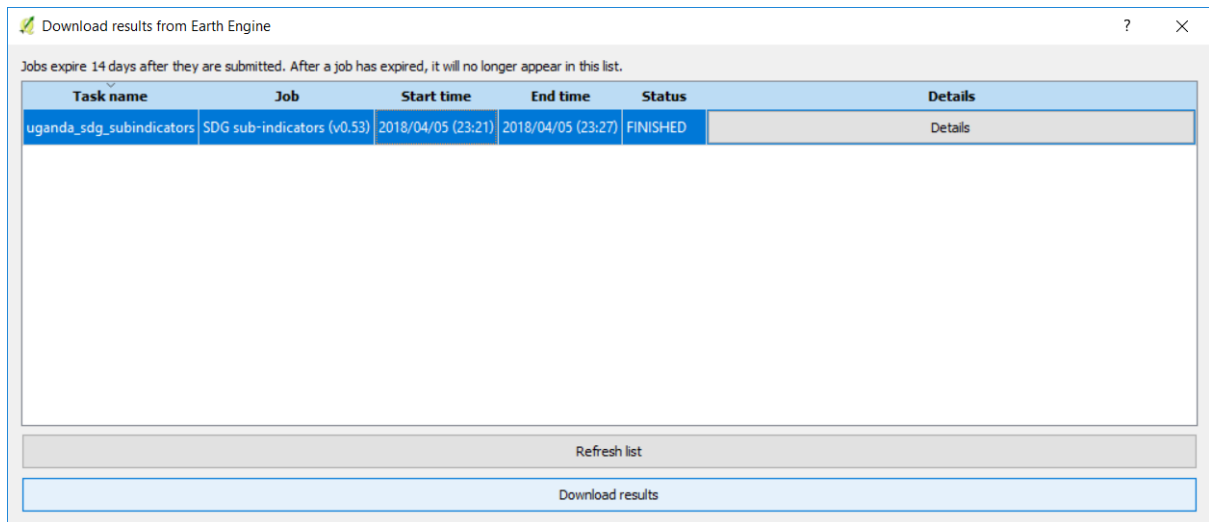 Download results from Earth Engine ?
Jobs expire 14 days after they are submitted. After a job has expired, it will no longer appear in this list.
Task name Job Start time End time Status Details
uganda_sdg_subindicators SDG sub-indicators (v0.53) 2018/04/05 (23:21) 2018/04/05 (23:27) FINISHED Details
Refresh list
Download results